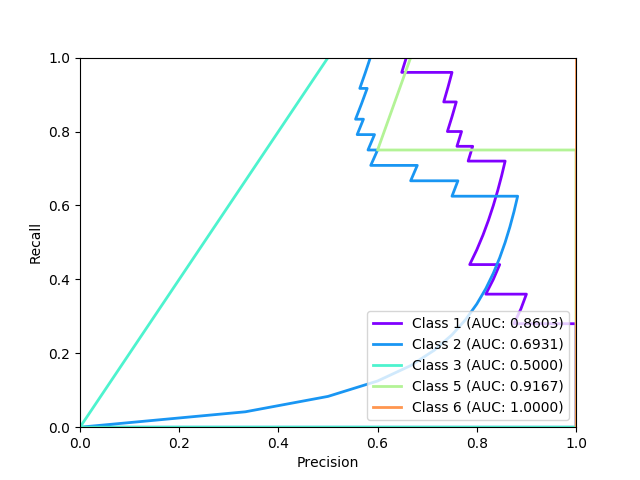 1.0
0.8
0.6
0.4
0.2
0.0
Recall
Class 1 (AUC: 0.8603)
Class 2 (AUC: 0.6931)
Class 3 (AUC: 0.5000)
Class 5 (AUC: 0.9167)
Class 6 (AUC: 1.0000)
0.0 0.2 0.4 0.6 0.8 1.0
Precision